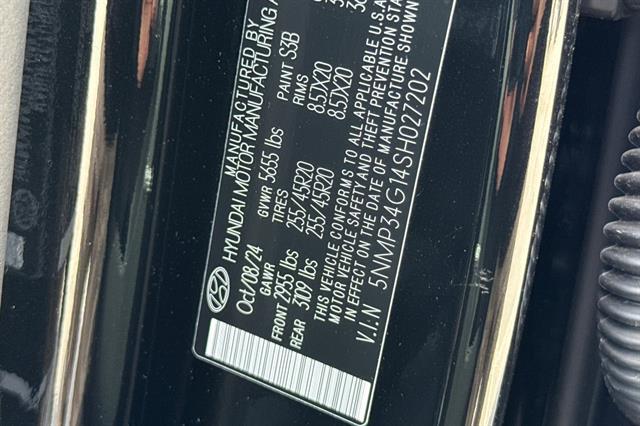 MANUFACTURED BY
HYUNDAI MOTOR MANUFACTURING
Oct/08/24 GVWR 5655 lbs PAINT S3B
GAWR TIRES RIMS
FRONT 2955 lbs 255/45R20 8.5JX20
REAR 3109 lbs 255/45R20 8.5JX20
THIS VEHICLE CONFORMS TO ALL APPLICABLE U.S.A
MOTOR VEHICLE SAFETY AND THEFT PREVENTION
IN EFFECT ON THE DATE OF MANUFACTURE SHOWN
V.I.N 5NMP34G14SH027202